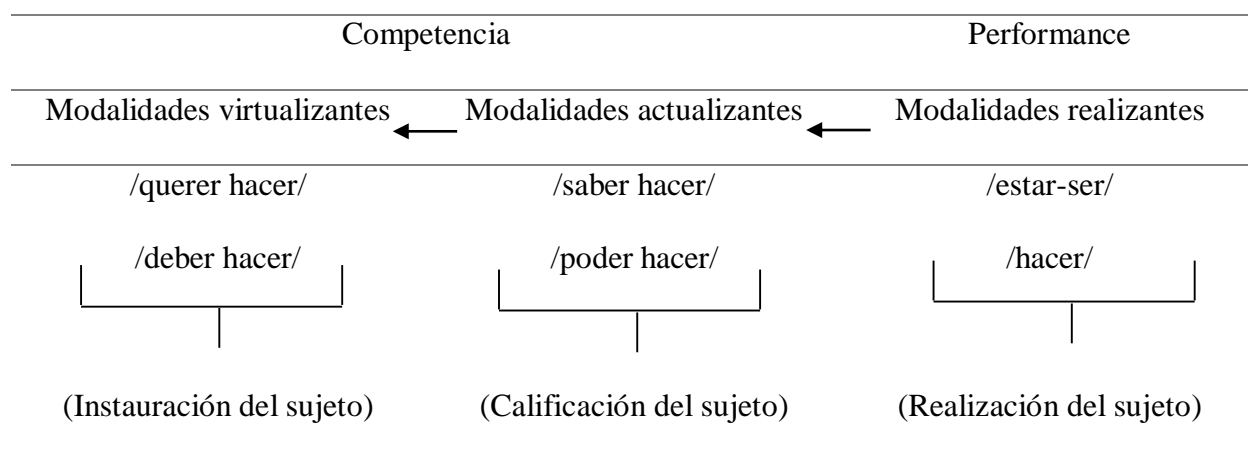 Competencia Performance
Modalidades virtualizantes Modalidades actualizantes Modalidades realizantes
/querer hacer/ /saber hacer/ /estar-ser/
/deber hacer/ /poder hacer/ /hacer/
(Instauración del sujeto) (Calificación del sujeto) (Realización del sujeto)